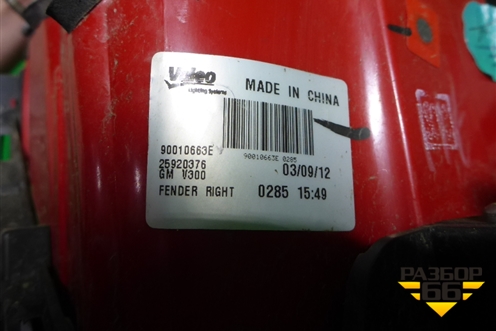 Valeo
Lighting Systems
MADE IN CHINA
90010663E 0285
90010663E
25920376
03/09/12
GM V300
FENDER RIGHT
0285 15:49
РАЗБОР
66